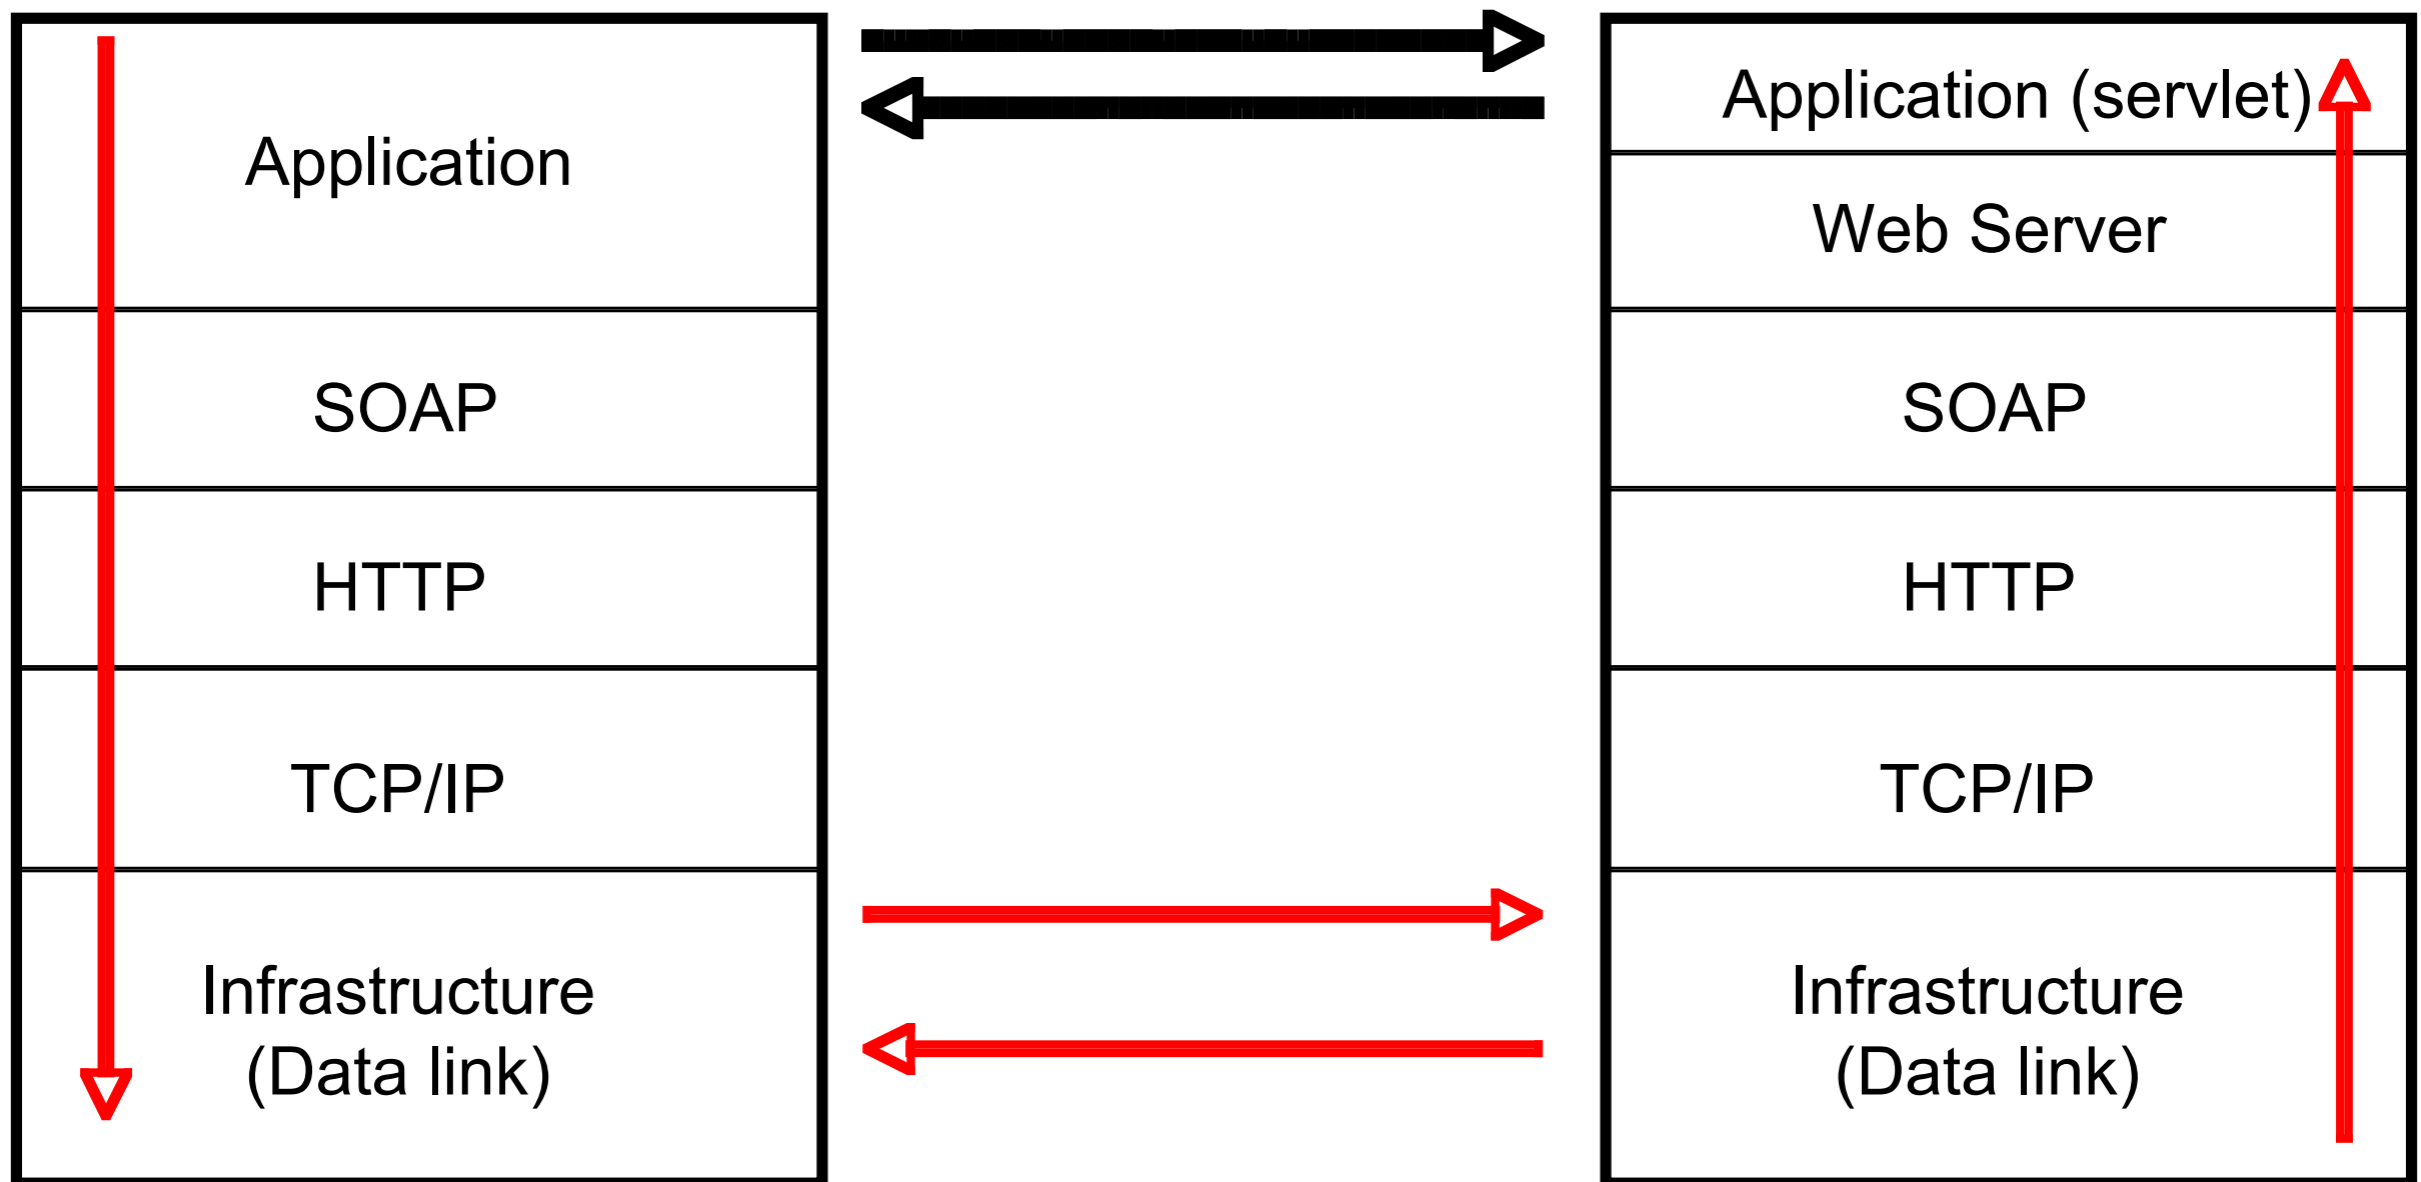 Application
SOAP
HTTP
TCP/IP
Infrastructure
(Data link)
Application (servlet)
Web Server
SOAP
HTTP
TCP/IP
Infrastructure
(Data link)